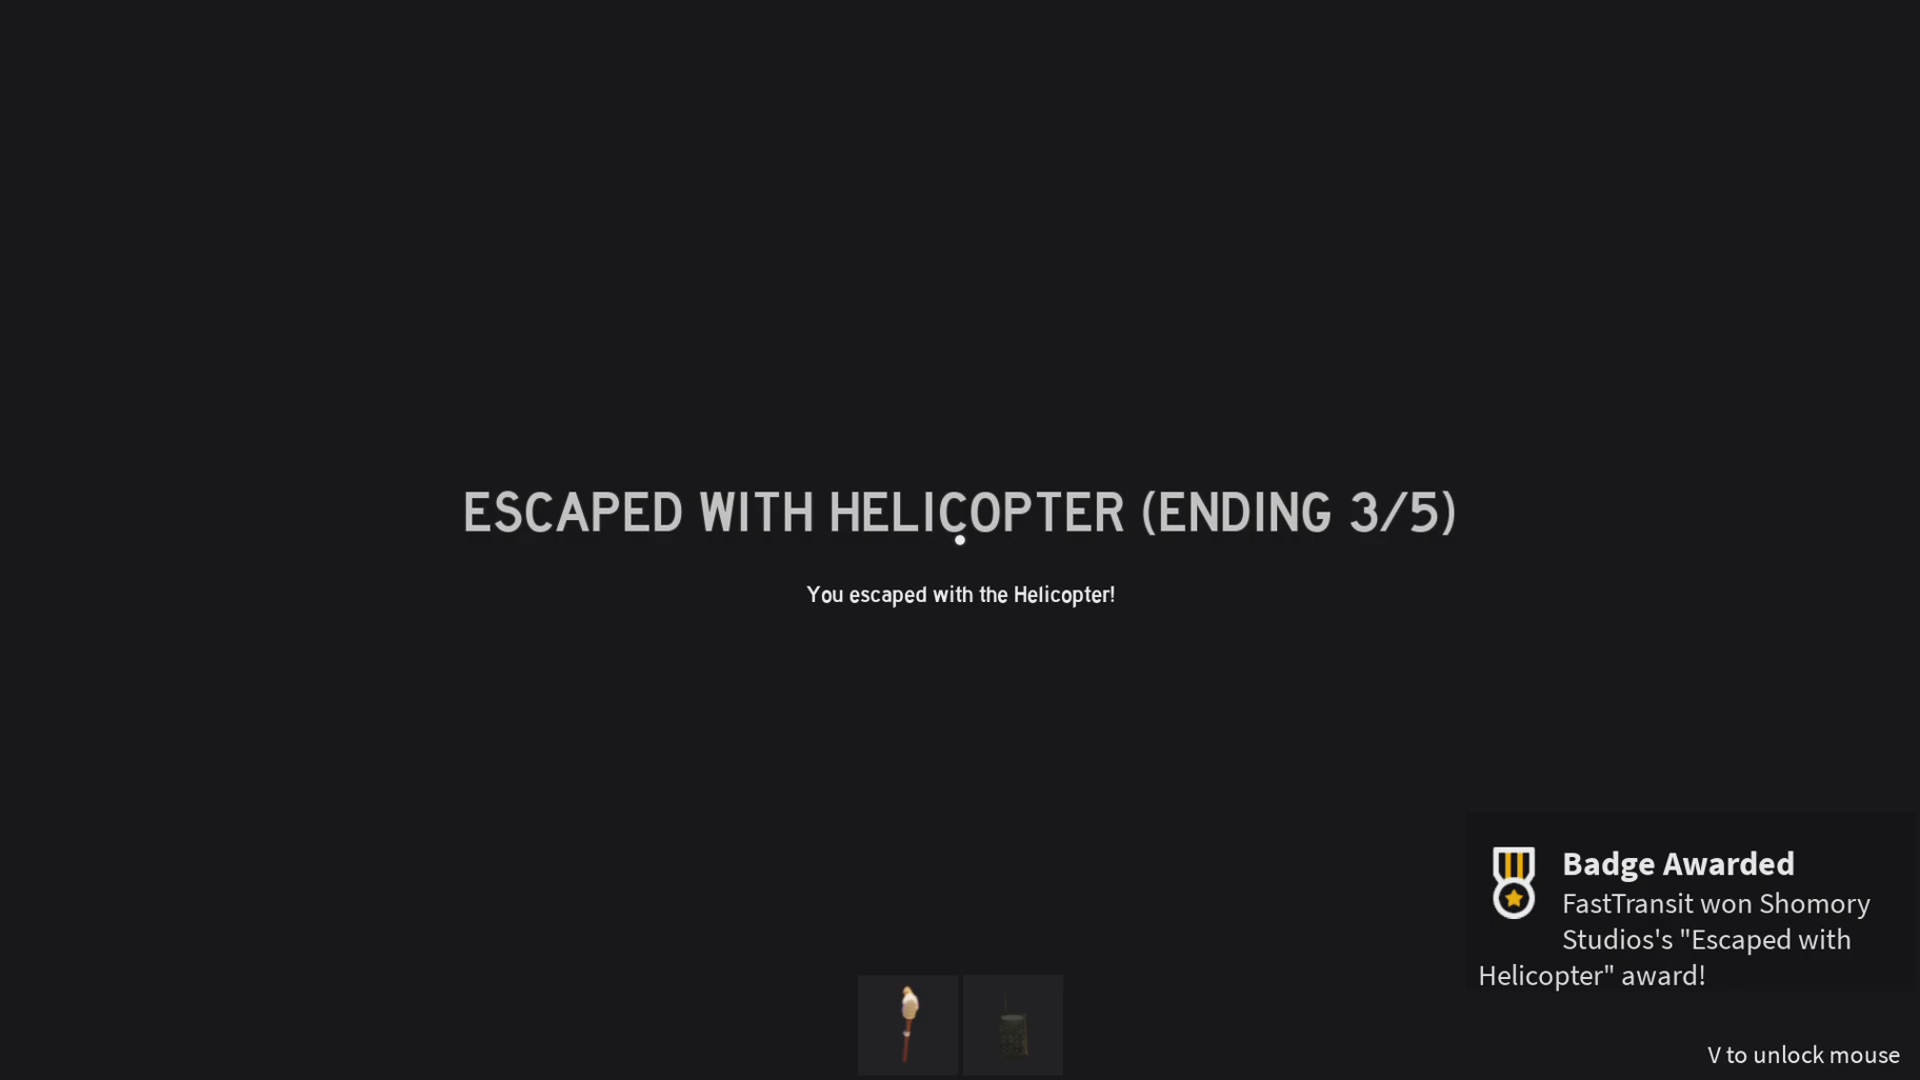 ESCAPED WITH HELICOPTER (ENDING 3/5)
You escaped with the Helicopter!
Badge Awarded
FastTransit won Shomory
Studios's "Escaped with
Helicopter" award!
V to unlock mouse